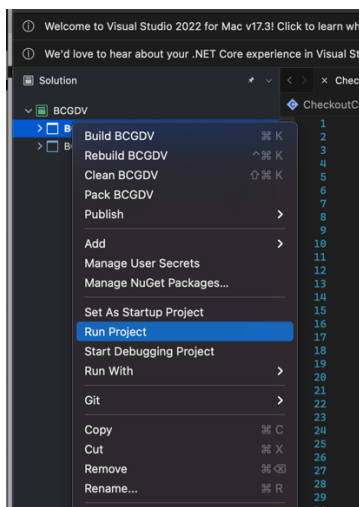 Welcome to Visual Studio 2022 for Mac v17.3! Click to learn wh
We'd love to hear about your .NET Core experience in Visual St
Solution
Chec
BCGDV
CheckoutC
B
B
Build BCGDV ⌘ K
Rebuild BCGDV ^⌘ K
Clean BCGDV ⇧⌘ K
Pack BCGDV
Publish
Add
Manage User Secrets
Manage NuGet Packages...
Set As Startup Project
Run Project
Start Debugging Project
Run With
Git
Copy ⌘ C
Cut ⌘ X
Remove ⌘ ⌫
Rename... ⌘ R
1
2
3
4
5
6
7
8
9
10
11
12
13
14
15
16
17
18
19
20
21
22
23
24
25
26
27
28
29